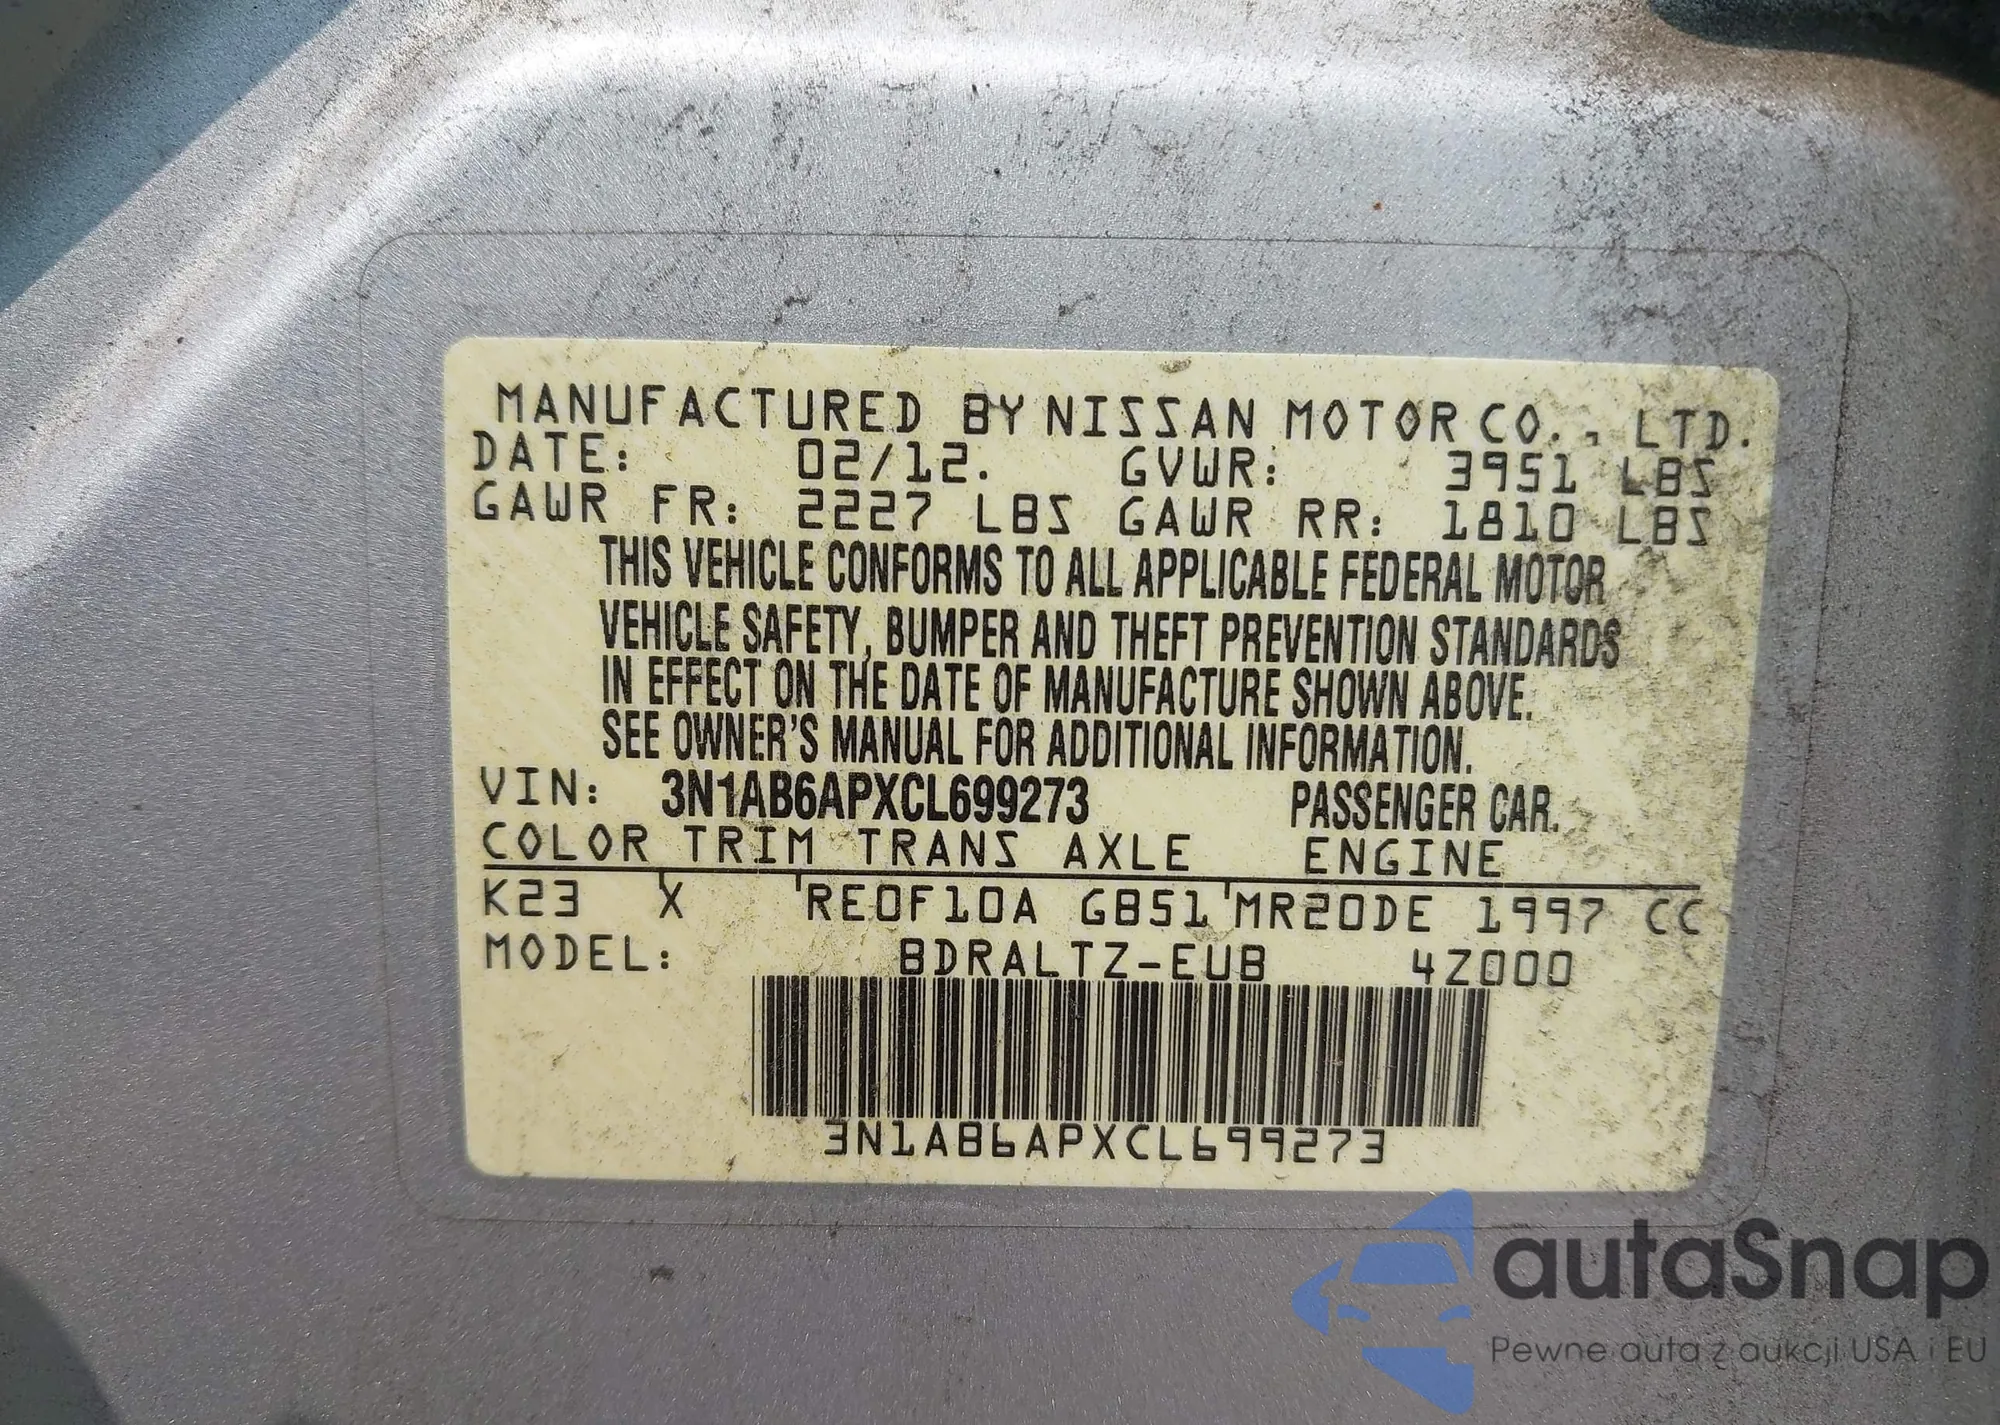 MANUFACTURED BY NISSAN MOTOR CO., LTD.
DATE: 02/12. GVWR: 3951 LBS
GAWR FR: 2227 LBS GAWR RR: 1810 LBS
THIS VEHICLE CONFORMS TO ALL APPLICABLE FEDERAL MOTOR
VEHICLE SAFETY, BUMPER AND THEFT PREVENTION STANDARDS
IN EFFECT ON THE DATE OF MANUFACTURE SHOWN ABOVE.
SEE OWNER'S MANUAL FOR ADDITIONAL INFORMATION.
VIN: 3N1AB6APXCL699273 PASSENGER CAR.
COLOR TRIM TRANS AXLE ENGINE
K23 X RE0F10A GB51 MR20DE 1997 CC
MODEL: BDRALTZ-EUB 4Z000
3N1AB6APXCL699273
autaSnap
Pewne auta z aukcji USA i EU